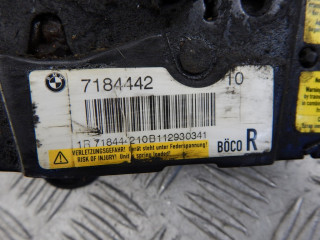 7184442 10
1R 71844 210B112930341
VERLETZUNGSGEFAHR! Gerät steht unter Federspannung!
RISK OF INJURY! Unit is spring loaded!
BÖCO R